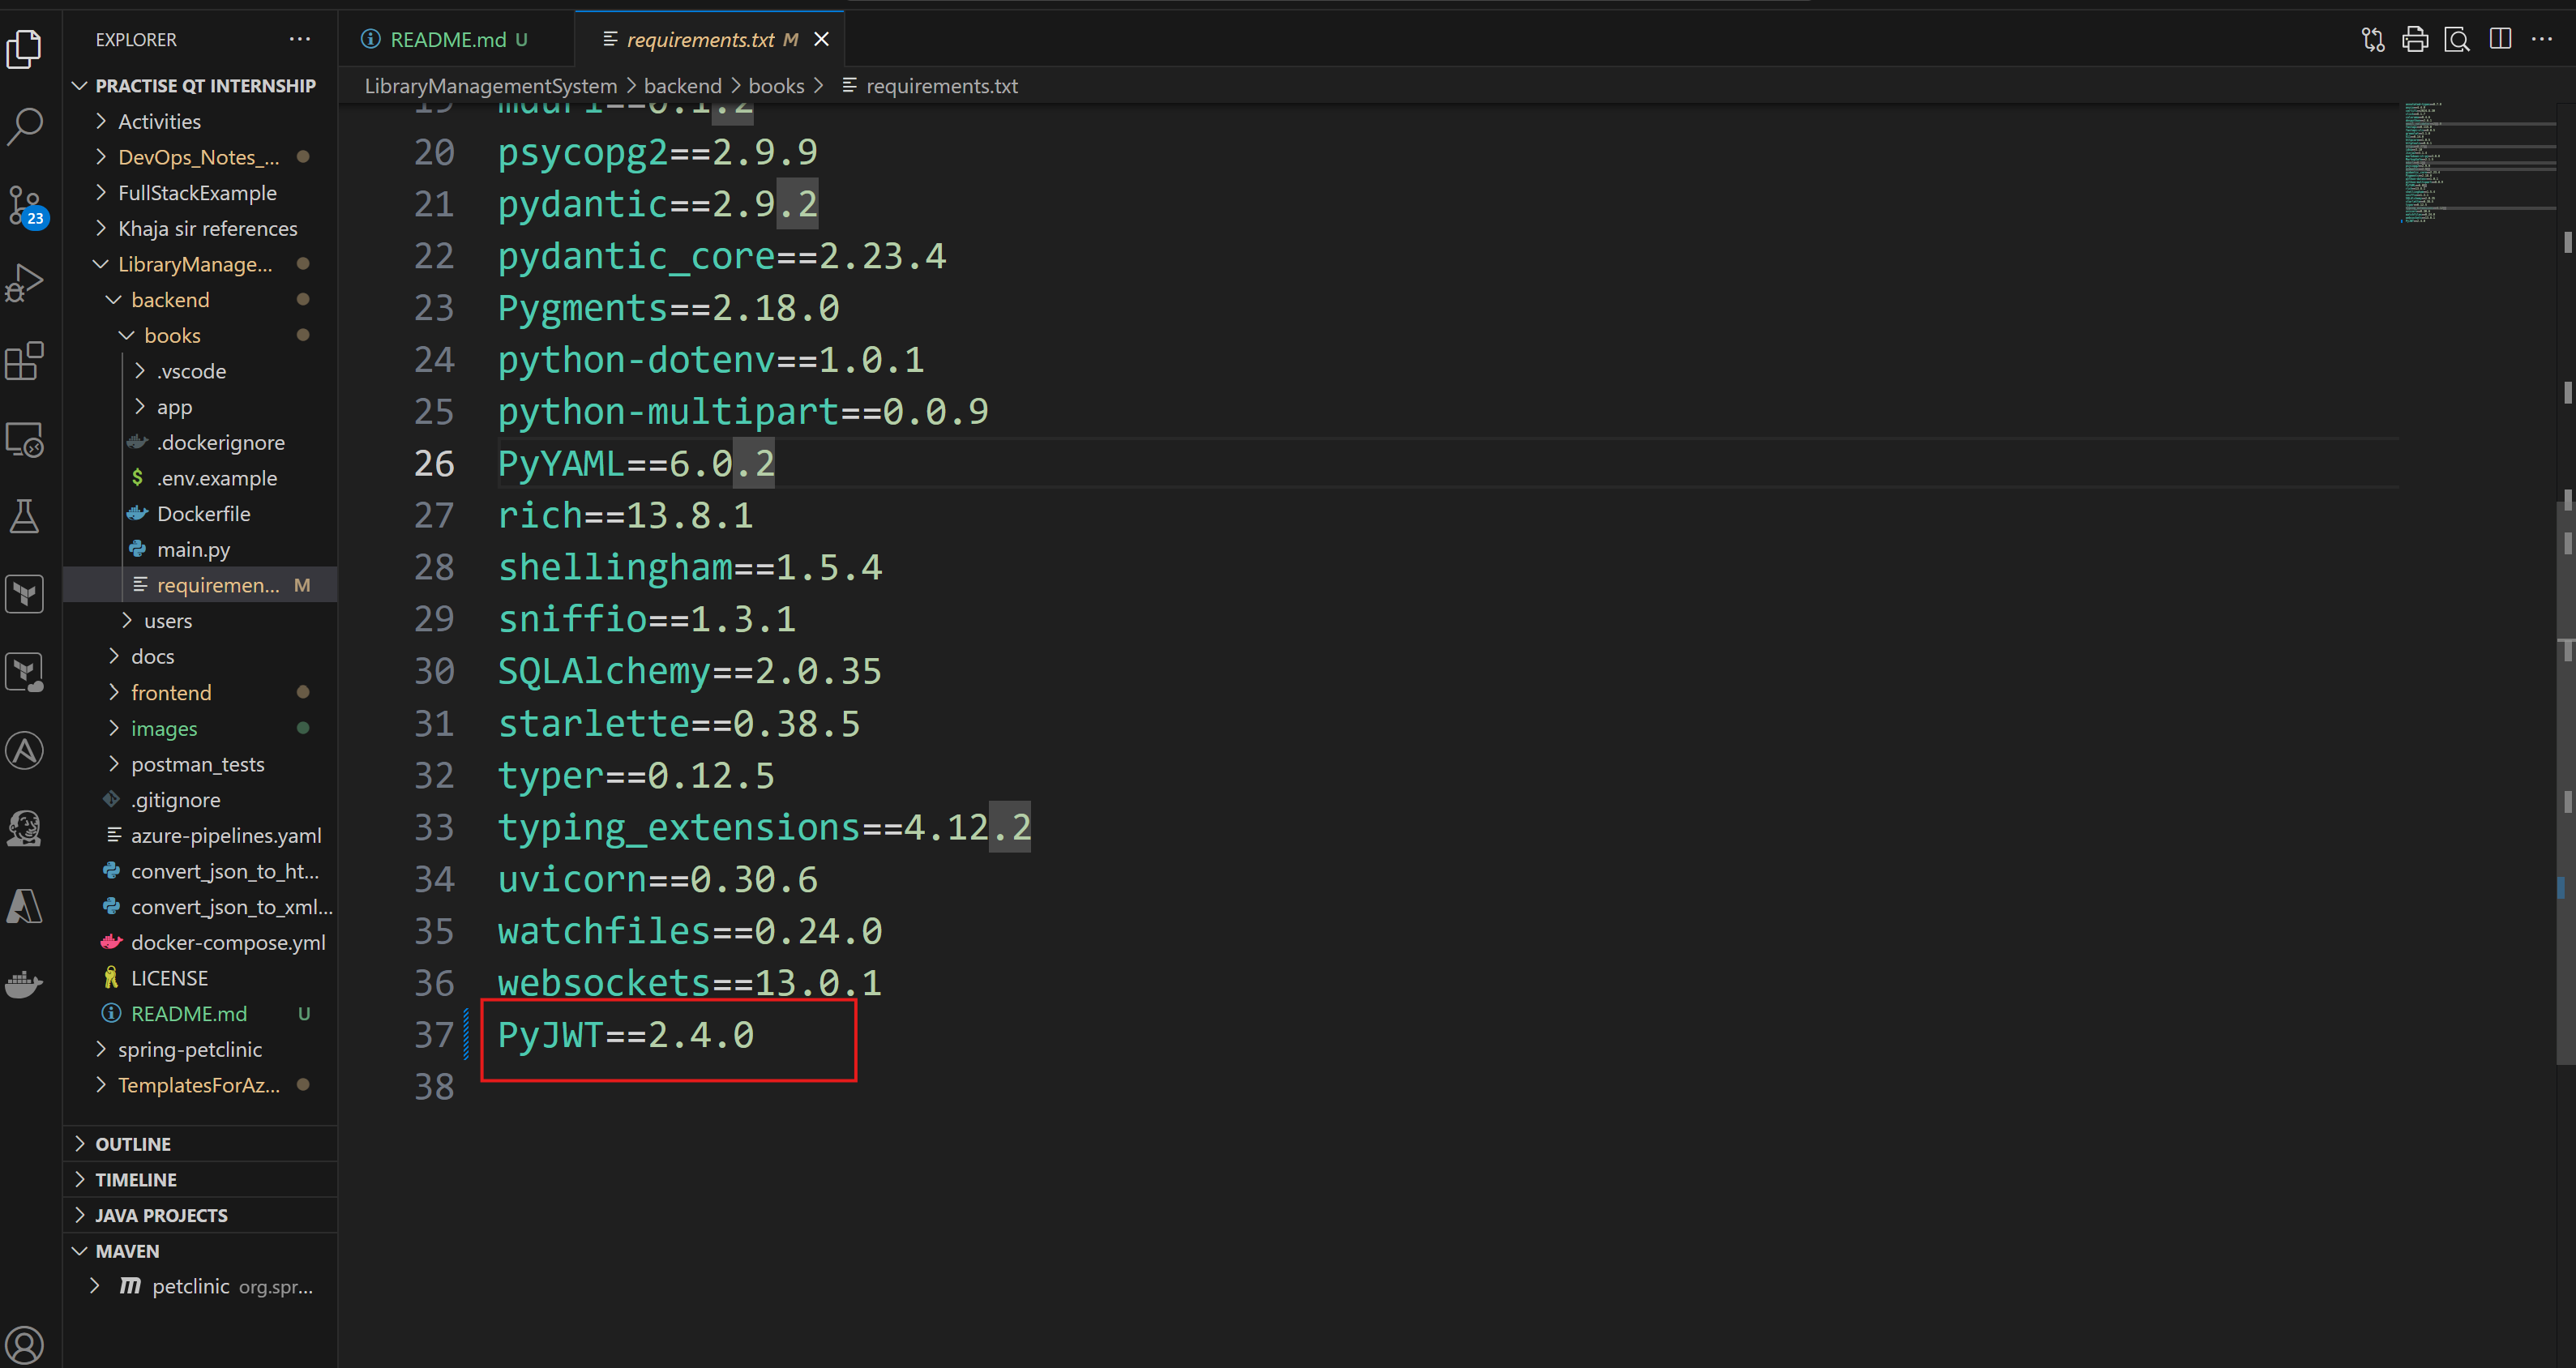 EXPLORER
PRACTISE QT INTERNSHIP
Activities
DevOps_Notes_...
FullStackExample
Khaja sir references
LibraryManage...
backend
books
.vscode
app
.dockerignore
.env.example
Dockerfile
main.py
requiremen... M
users
docs
frontend
images
postman_tests
.gitignore
azure-pipelines.yaml
convert_json_to_ht...
convert_json_to_xml...
docker-compose.yml
LICENSE
README.md U
spring-petclinic
TemplatesForAz...
OUTLINE
TIMELINE
JAVA PROJECTS
MAVEN
petclinic org.spr...
23
README.md U
requirements.txt M
LibraryManagementSystem > backend > books > requirements.txt
20 psycopg2==2.9.9
21 pydantic==2.9.2
22 pydantic_core==2.23.4
23 Pygments==2.18.0
24 python-dotenv==1.0.1
25 python-multipart==0.0.9
26 PyYAML==6.0.2
27 rich==13.8.1
28 shellingham==1.5.4
29 sniffio==1.3.1
30 SQLAlchemy==2.0.35
31 starlette==0.38.5
32 typer==0.12.5
33 typing_extensions==4.12.2
34 uvicorn==0.30.6
35 watchfiles==0.24.0
36 websockets==13.0.1
37 PyJWT==2.4.0
38